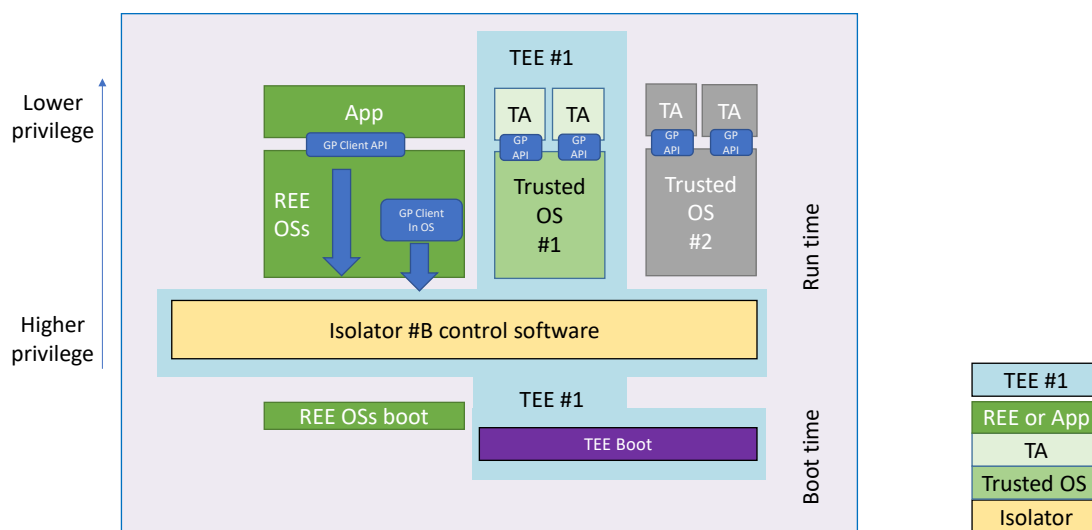 TEE #1
Lower
privilege
App
TA
TA
TA
TA
GP Client API
GP
API
GP
API
GP
API
GP
API
REE
OSs
GP Client
In OS
Trusted
OS
#1
Trusted
OS
#2
Run time
Higher
privilege
Isolator #B control software
TEE #1
REE OSs boot
TEE Boot
Boot time
TEE #1
REE or App
TA
Trusted OS
Isolator